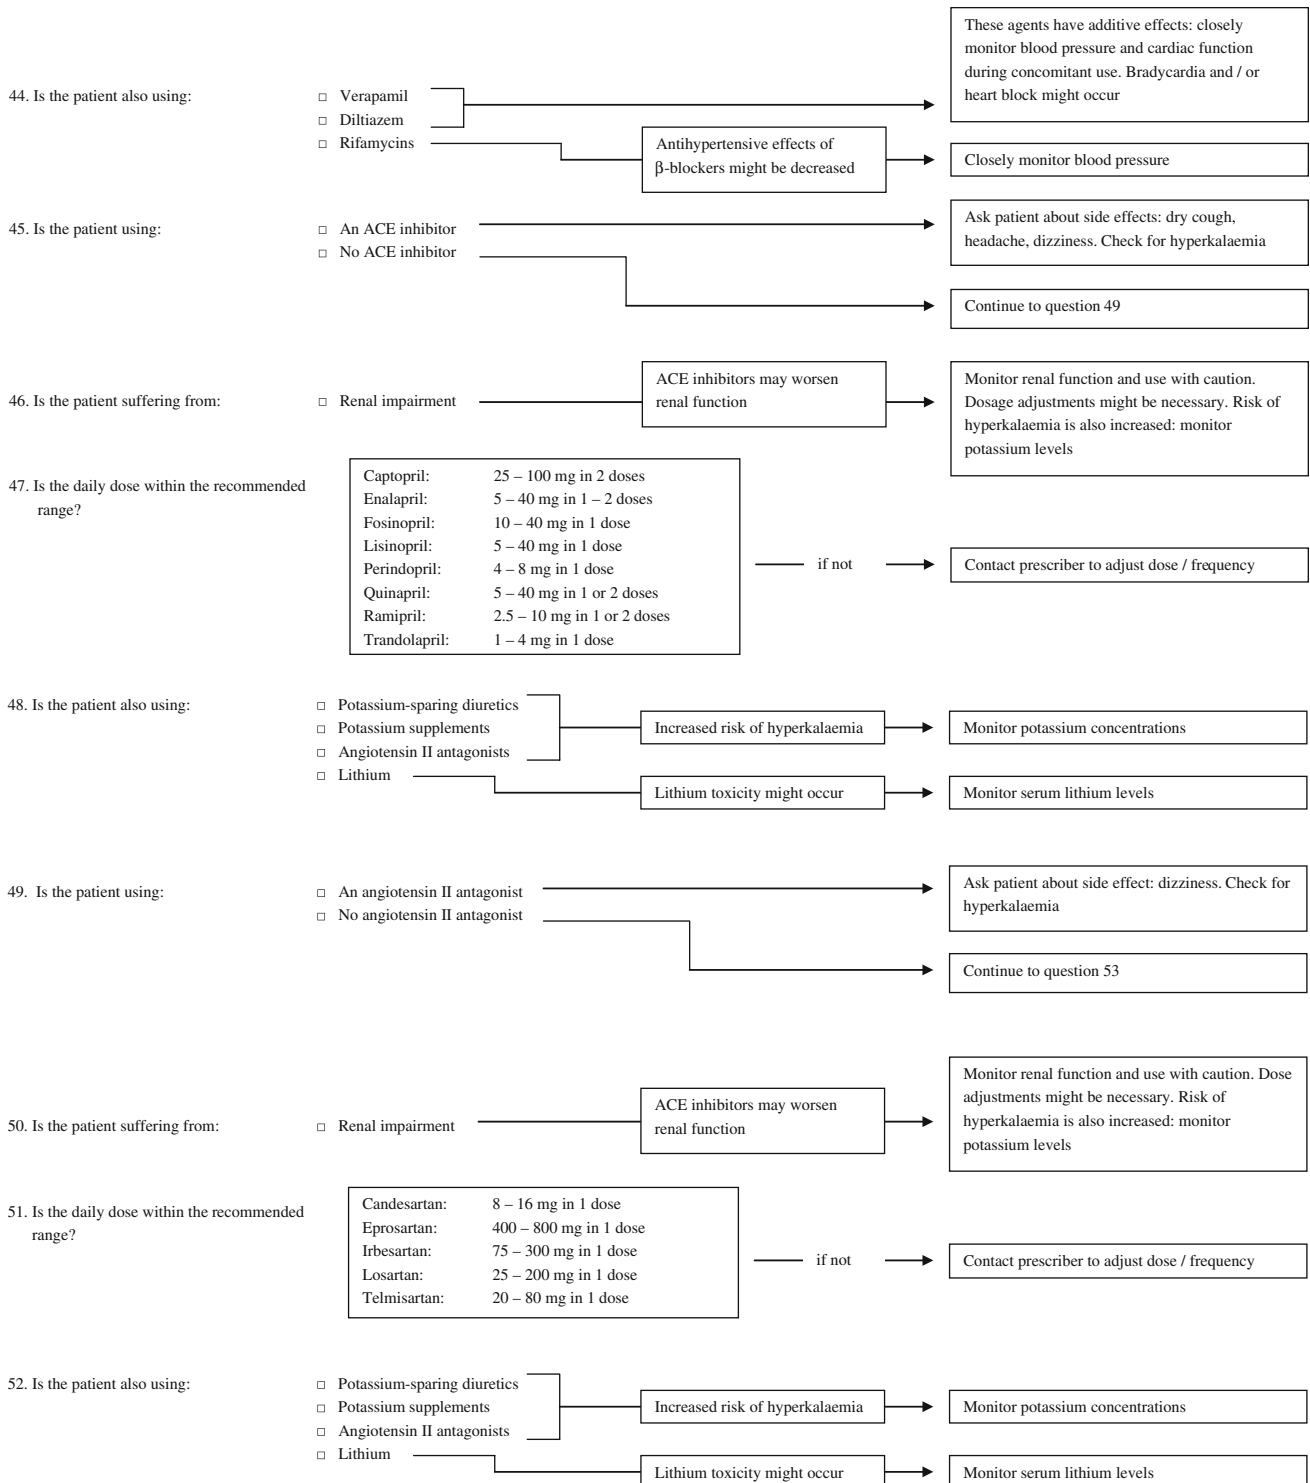 These agents have additive effects: closely
monitor blood pressure and cardiac function
during concomitant use. Bradycardia and / or
heart block might occur
44. Is the patient also using:
□ Verapamil
□ Diltiazem
□ Rifamycins
Antihypertensive effects of
β-blockers might be decreased
Closely monitor blood pressure
45. Is the patient using:
□ An ACE inhibitor
□ No ACE inhibitor
Ask patient about side effects: dry cough,
headache, dizziness. Check for hyperkalaemia
Continue to question 49
46. Is the patient suffering from:
□ Renal impairment
ACE inhibitors may worsen
renal function
Monitor renal function and use with caution.
Dosage adjustments might be necessary. Risk of
hyperkalaemia is also increased: monitor
potassium levels
47. Is the daily dose within the recommended
range?
Captopril: 25 – 100 mg in 2 doses
Enalapril: 5 – 40 mg in 1 – 2 doses
Fosinopril: 10 – 40 mg in 1 dose
Lisinopril: 5 – 40 mg in 1 dose
Perindopril: 4 – 8 mg in 1 dose
Quinapril: 5 – 40 mg in 1 or 2 doses
Ramipril: 2.5 – 10 mg in 1 or 2 doses
Trandolapril: 1 – 4 mg in 1 dose
if not
Contact prescriber to adjust dose / frequency
48. Is the patient also using:
□ Potassium-sparing diuretics
□ Potassium supplements
□ Angiotensin II antagonists
□ Lithium
Increased risk of hyperkalaemia
Monitor potassium concentrations
Lithium toxicity might occur
Monitor serum lithium levels
49. Is the patient using:
□ An angiotensin II antagonist
□ No angiotensin II antagonist
Ask patient about side effect: dizziness. Check for
hyperkalaemia
Continue to question 53
50. Is the patient suffering from:
□ Renal impairment
ACE inhibitors may worsen
renal function
Monitor renal function and use with caution. Dose
adjustments might be necessary. Risk of
hyperkalaemia is also increased: monitor
potassium levels
51. Is the daily dose within the recommended
range?
Candesartan: 8 – 16 mg in 1 dose
Eprosartan: 400 – 800 mg in 1 dose
Irbesartan: 75 – 300 mg in 1 dose
Losartan: 25 – 200 mg in 1 dose
Telmisartan: 20 – 80 mg in 1 dose
if not
Contact prescriber to adjust dose / frequency
52. Is the patient also using:
□ Potassium-sparing diuretics
□ Potassium supplements
□ Angiotensin II antagonists
□ Lithium
Increased risk of hyperkalaemia
Monitor potassium concentrations
Lithium toxicity might occur
Monitor serum lithium levels